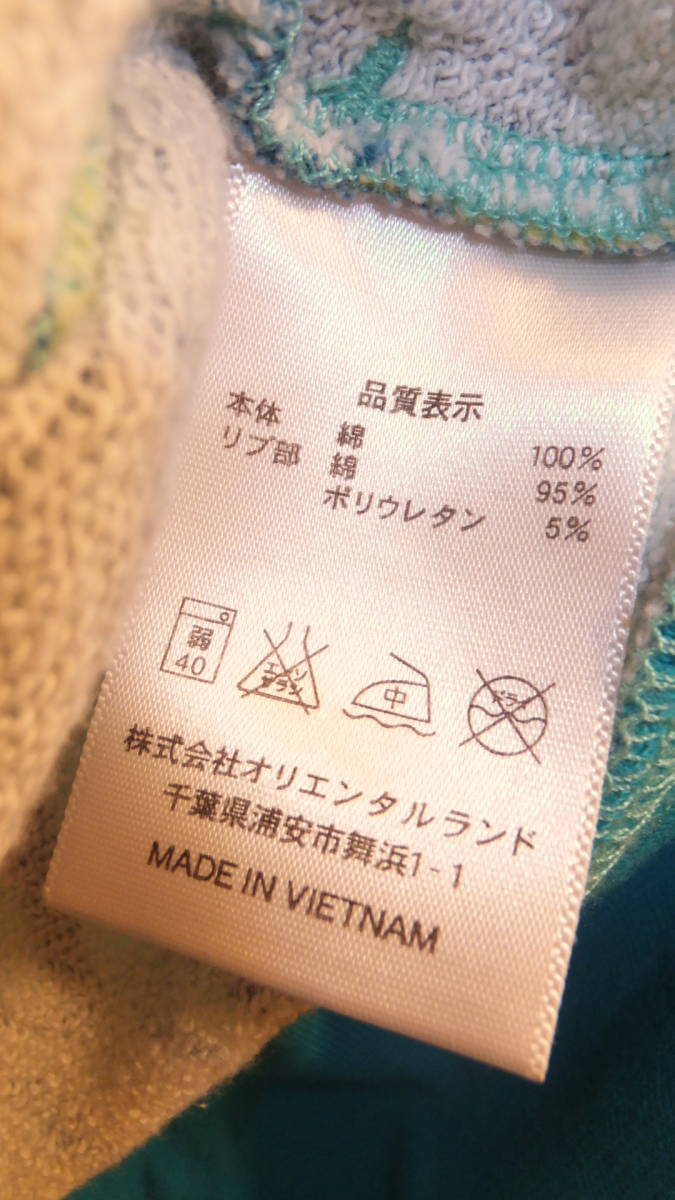 品質表示
本体 綿 100%
リブ部 綿 95%
ポリウレタン 5%
弱
40
エンソ
サラシ
中
ドライ
株式会社オリエンタルランド
千葉県浦安市舞浜1-1
MADE IN VIETNAM